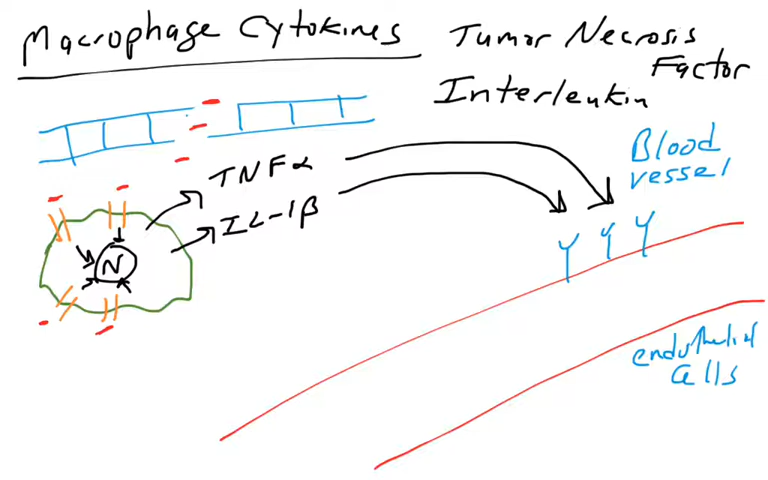 Macrophage Cytokines
Tumor Necrosis
Factor
Interleukin
Blood
vessel
TNFα
IL-1β
N
endothelial
cells